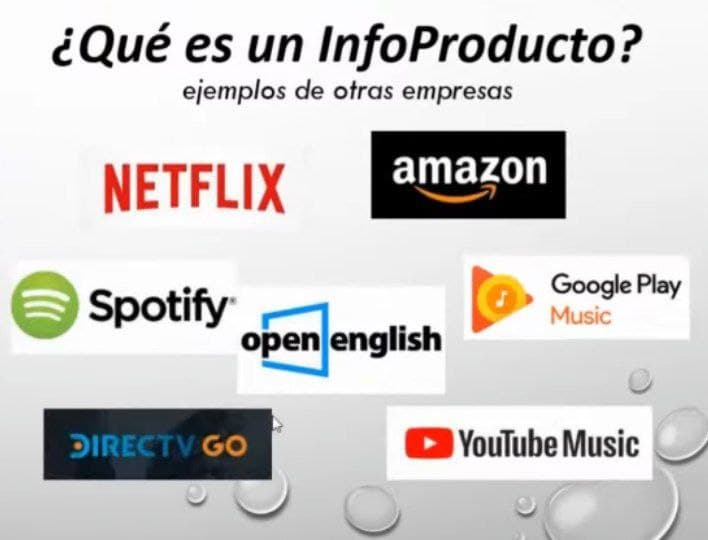 ¿Qué es un InfoProducto?
ejemplos de otras empresas
NETFLIX
amazon
Spotify®
Google Play
Music
open english
DIRECTV GO
YouTube Music